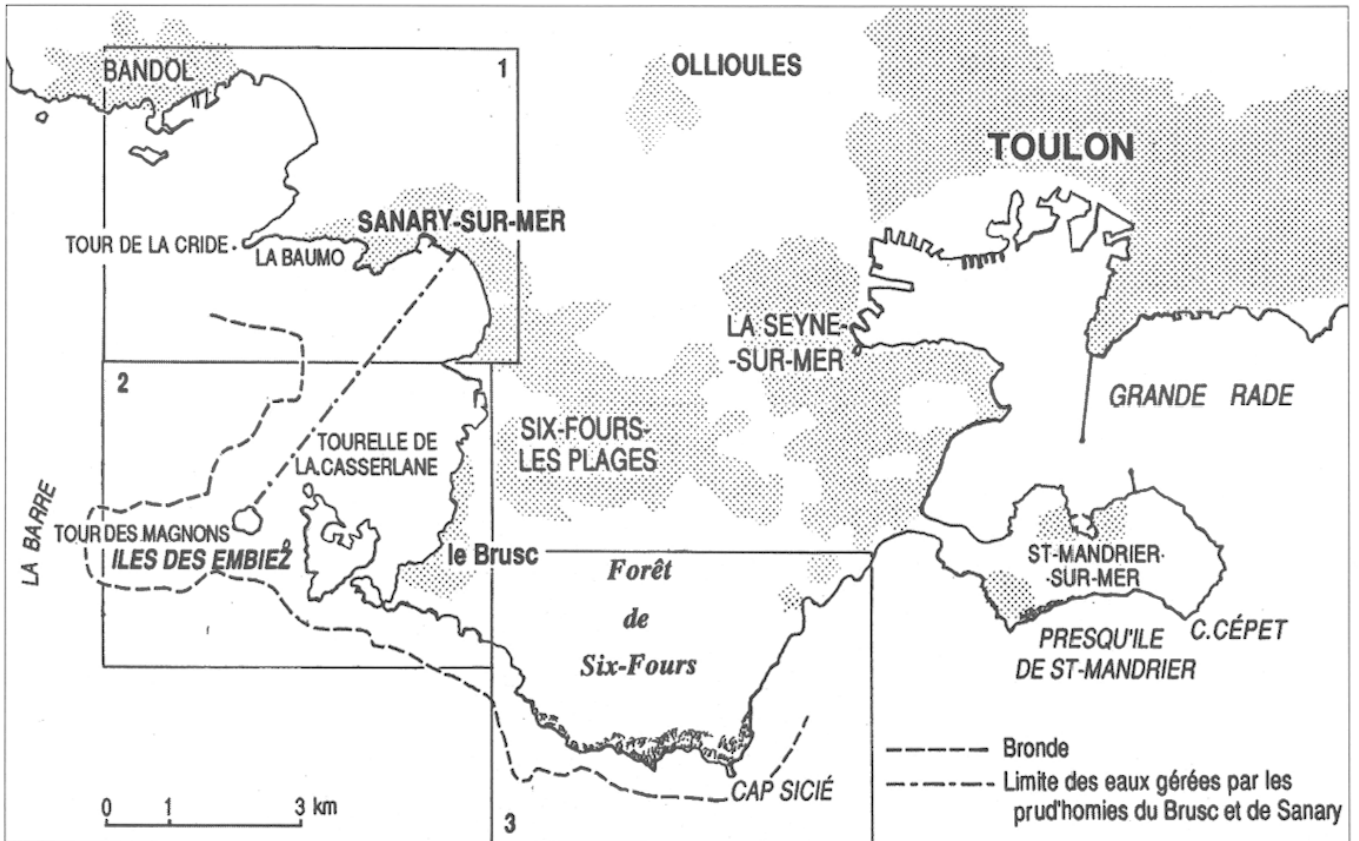 BANDOL
1
OLLIOULES
TOULON
SANARY-SUR-MER
TOUR DE LA CRIDE
LA BAUMO
LA SEYNE-
-SUR-MER
2
GRANDE RADE
TOURELLE DE
LA.CASSERLANE
SIX-FOURS-
LES PLAGES
LA BARRE
TOUR DES MAGNONS
ILES DES EMBIEZ
le Brusc
Forêt
de
Six-Fours
ST-MANDRIER-
-SUR-MER
C.CÉPET
PRESQU'ILE
DE ST-MANDRIER
CAP SICIÉ
Bronde
Limite des eaux gérées par les
prud'homies du Brusc et de Sanary
0 1 3 km
3